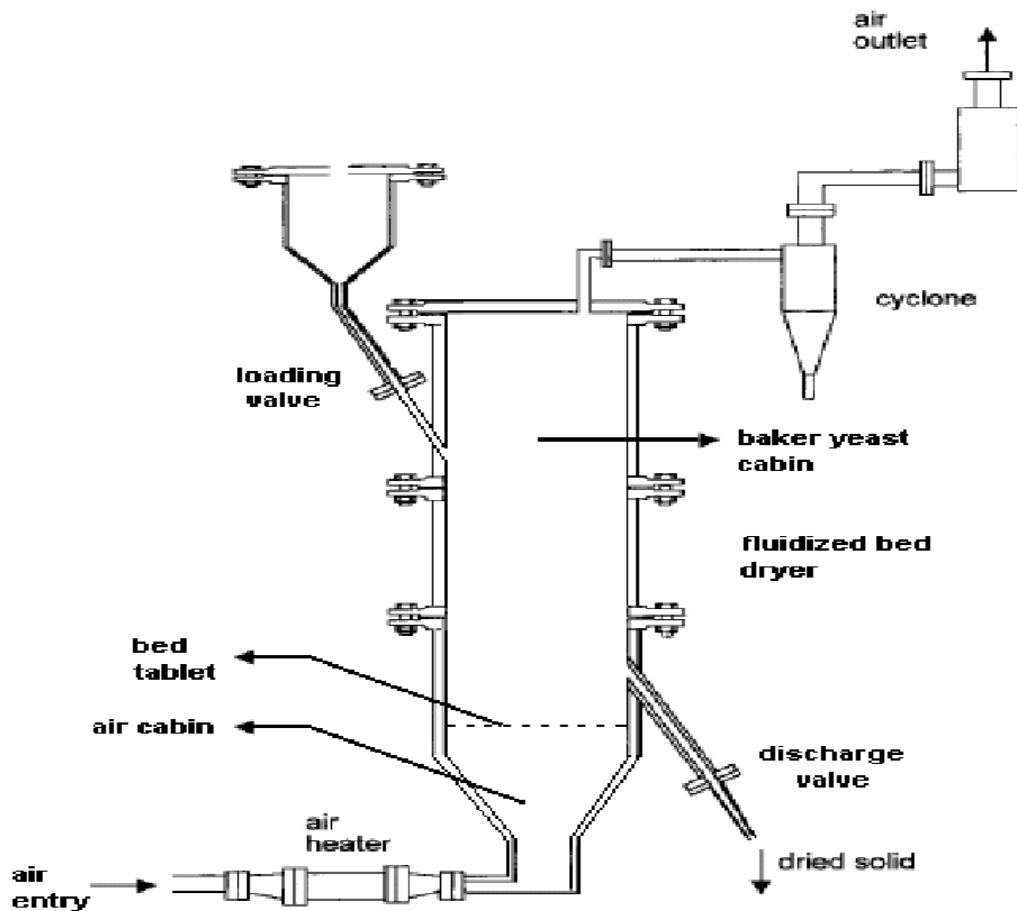 air
outlet
cyclone
loading
valve
baker yeast
cabin
fluidized bed
dryer
bed
tablet
air cabin
discharge
valve
air
heater
dried solid
air
entry